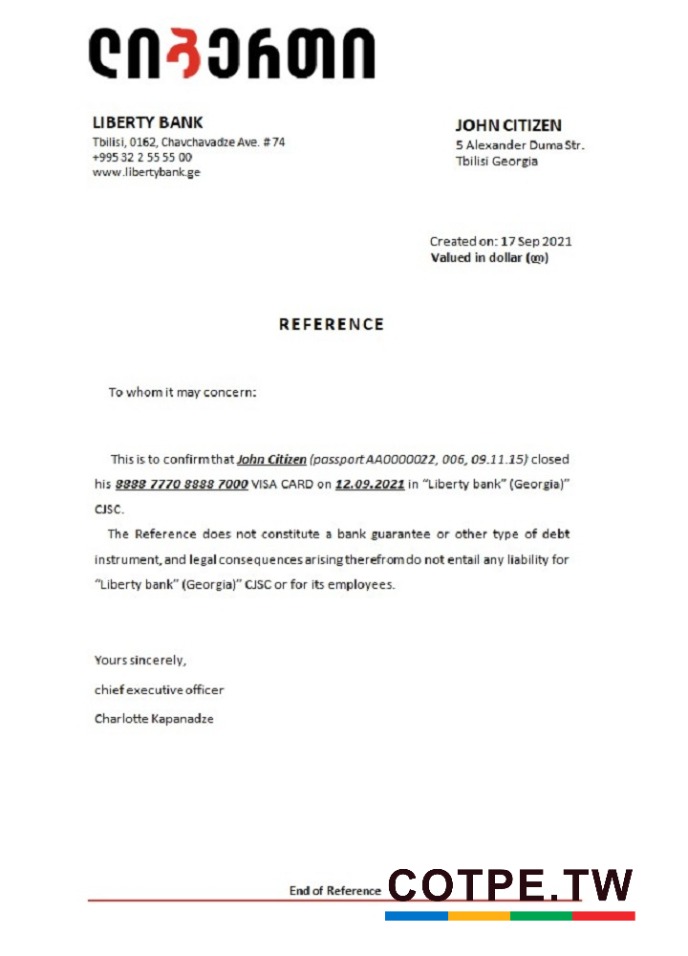 ლიბერთი
LIBERTY BANK
Tbilisi, 0162, Chavchavadze Ave. # 74
+995 32 2 55 55 00
www.libertybank.ge
JOHN CITIZEN
5 Alexander Duma Str.
Tbilisi Georgia
Created on: 17 Sep 2021
Valued in dollar (ლ)
REFERENCE
To whom it may concern:
This is to confirm that John Citizen (passport AA0000022, 006, 09.11.15) closed
his 8888 7770 8888 7000 VISA CARD on 12.09.2021 in "Liberty bank" (Georgia)"
CJSC.
The Reference does not constitute a bank guarantee or other type of debt
instrument, and legal consequences arising therefrom do not entail any liability for
"Liberty bank" (Georgia)" CJSC or for its employees.
Yours sincerely,
chief executive officer
Charlotte Kapanadze
End of Reference
COTPE.TW